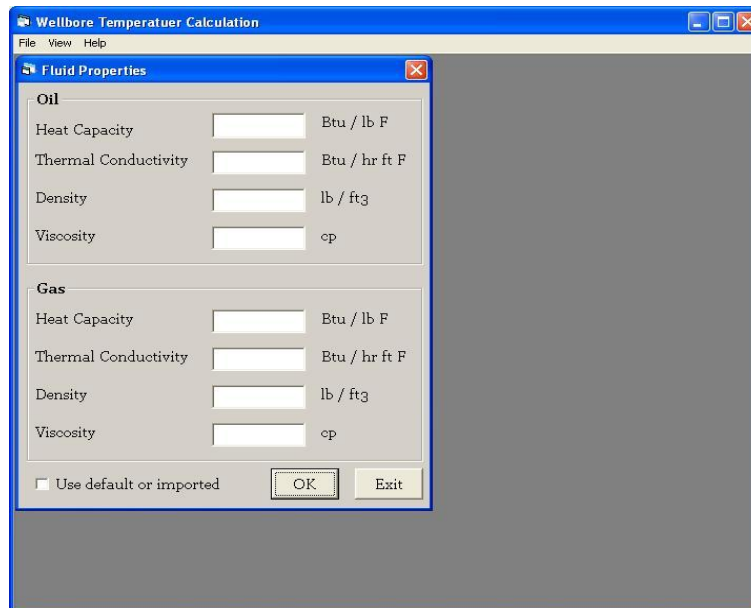 Wellbore Temperatuer Calculation
File View Help
Fluid Properties
Oil
Heat Capacity Btu / lb F
Thermal Conductivity Btu / hr ft F
Density lb / ft3
Viscosity cp
Gas
Heat Capacity Btu / lb F
Thermal Conductivity Btu / hr ft F
Density lb / ft3
Viscosity cp
Use default or imported OK Exit